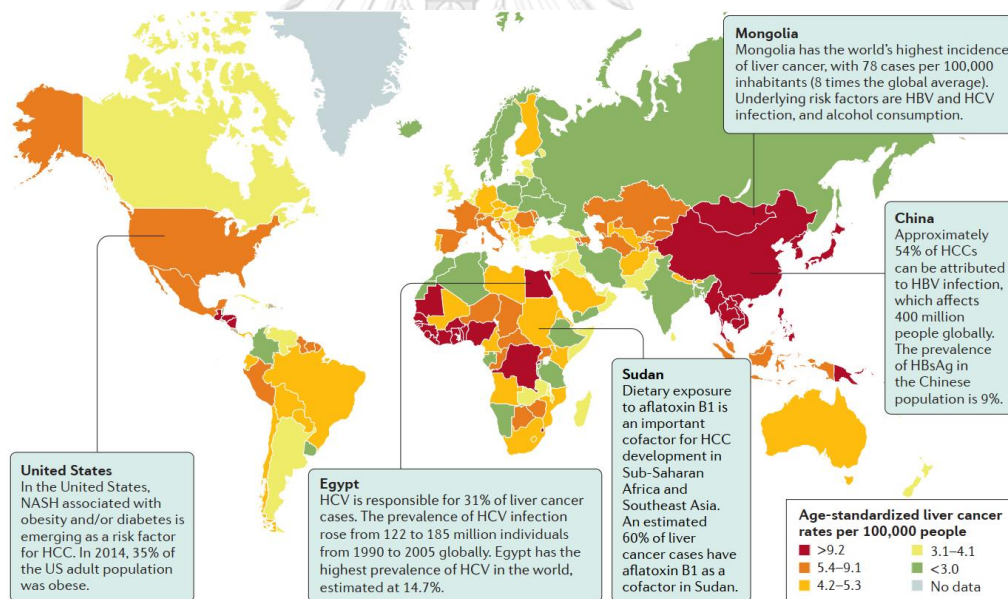 Mongolia
Mongolia has the world's highest incidence
of liver cancer, with 78 cases per 100,000
inhabitants (8 times the global average).
Underlying risk factors are HBV and HCV
infection, and alcohol consumption.
China
Approximately
54% of HCCs
can be attributed
to HBV infection,
which affects
400 million
people globally.
The prevalence
of HBsAg in
the Chinese
population is 9%.
United States
In the United States,
NASH associated with
obesity and/or diabetes is
emerging as a risk factor
for HCC. In 2014, 35% of
the US adult population
was obese.
Egypt
HCV is responsible for 31% of liver cancer
cases. The prevalence of HCV infection
rose from 122 to 185 million individuals
from 1990 to 2005 globally. Egypt has the
highest prevalence of HCV in the world,
estimated at 14.7%.
Sudan
Dietary exposure
to aflatoxin B1 is
an important
cofactor for HCC
development in
Sub-Saharan
Africa and
Southeast Asia.
An estimated
60% of liver
cancer cases have
aflatoxin B1 as a
cofactor in Sudan.
Age-standardized liver cancer
rates per 100,000 people
>9.2
5.4–9.1
4.2–5.3
3.1–4.1
<3.0
No data